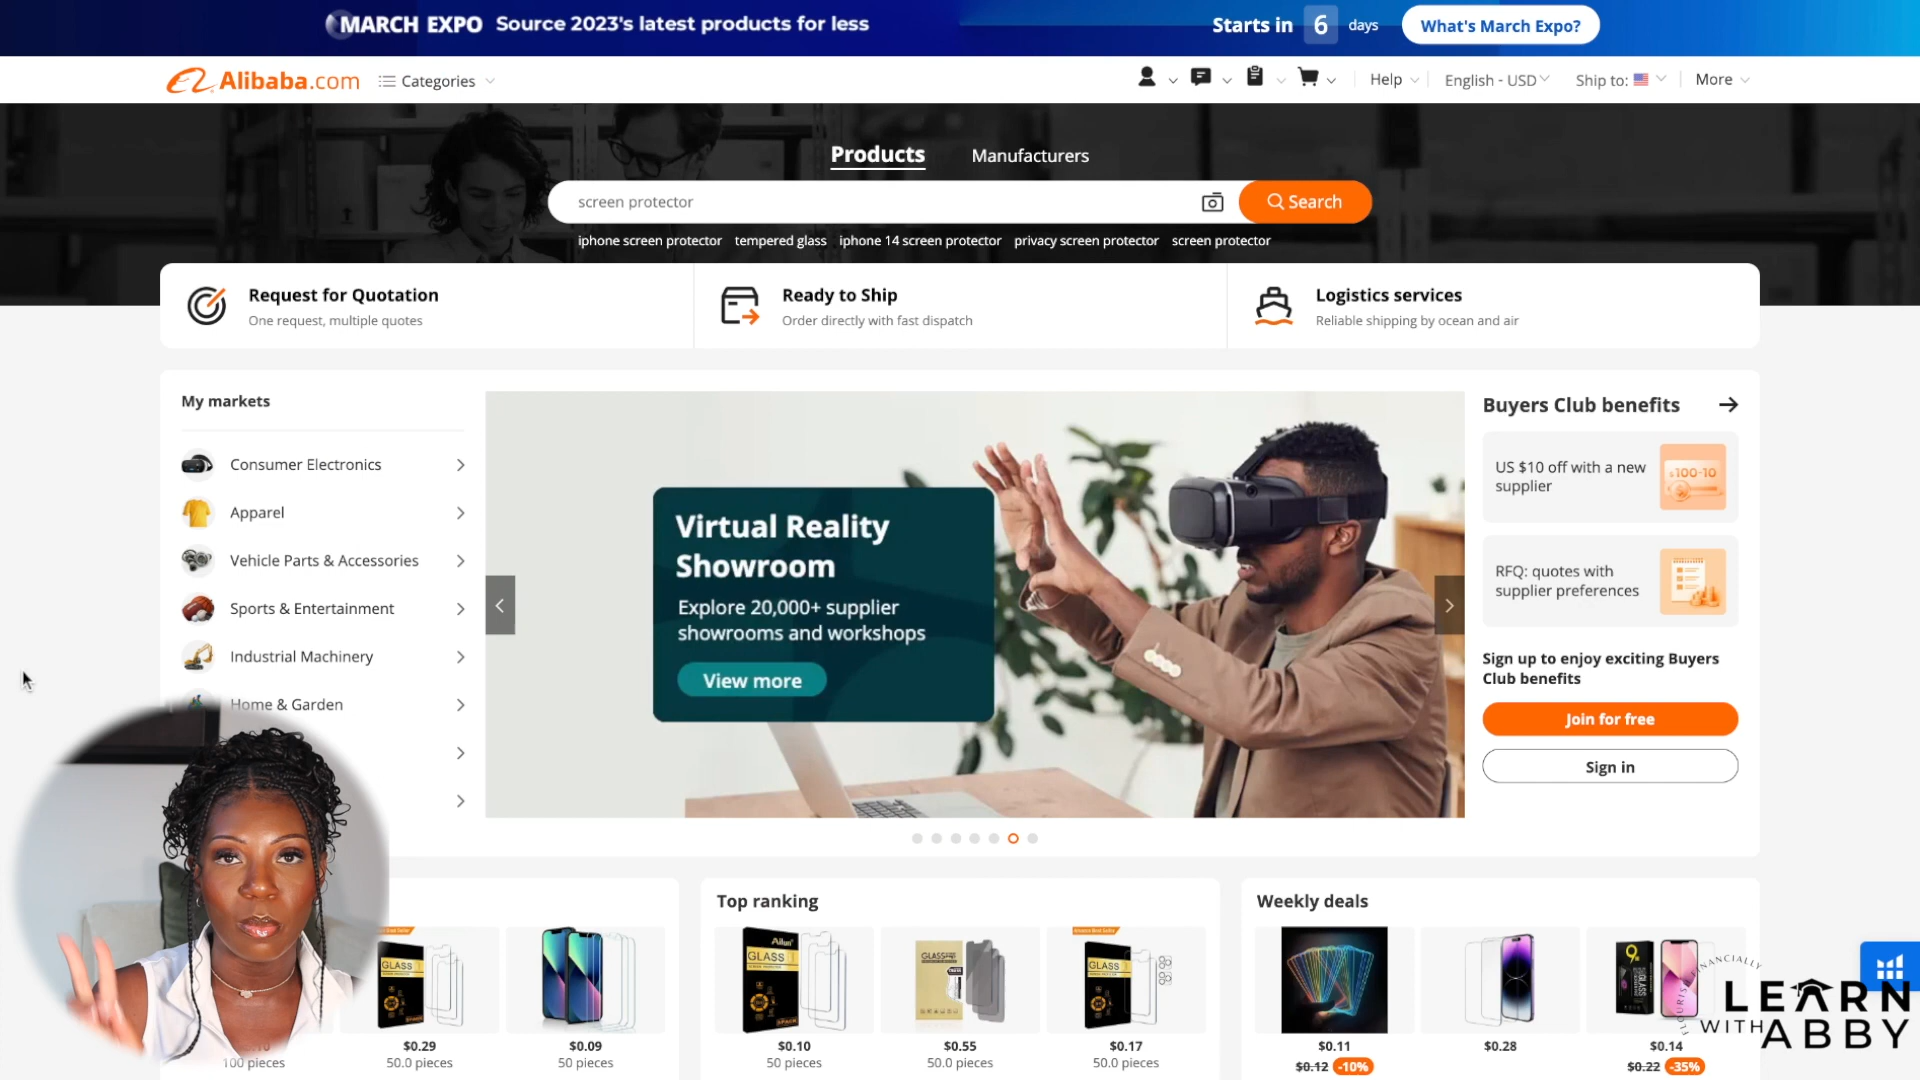 MARCH EXPO Source 2023's latest products for less
Starts in 6 days
What's March Expo?
Alibaba.com
Categories
Help
English - USD
Ship to:
More
Products
Manufacturers
screen protector
Search
iphone screen protector
tempered glass
iphone 14 screen protector
privacy screen protector
screen protector
Request for Quotation
One request, multiple quotes
Ready to Ship
Order directly with fast dispatch
Logistics services
Reliable shipping by ocean and air
My markets
Consumer Electronics
Apparel
Vehicle Parts & Accessories
Sports & Entertainment
Industrial Machinery
Home & Garden
Virtual Reality
Showroom
Explore 20,000+ supplier
showrooms and workshops
View more
Buyers Club benefits
US $10 off with a new
supplier
$100-10
RFQ: quotes with
supplier preferences
Sign up to enjoy exciting Buyers
Club benefits
Join for free
Sign in
100 pieces
GLASS
$0.29
50.0 pieces
$0.09
50 pieces
Top ranking
Ailun
GLASS
$0.10
50 pieces
GLASS
$0.55
50.0 pieces
GLASS
$0.17
50.0 pieces
Weekly deals
$0.11
$0.12 -10%
$0.28
$0.14
$0.22 -35%
FINANCIALLY
LEARN
WITH ABBY